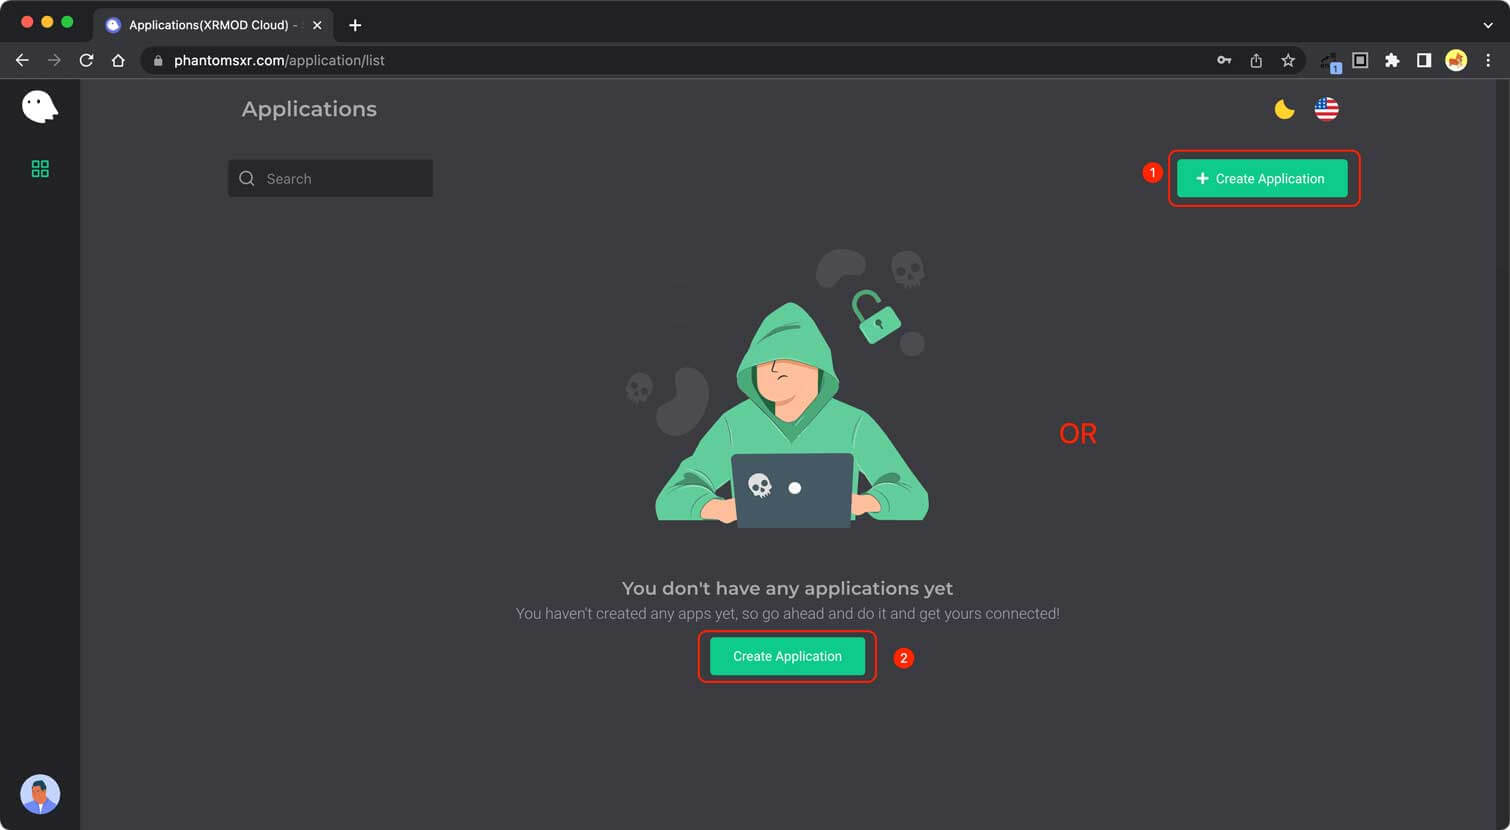 Applications(XRMOD Cloud) -
phantomsxr.com/application/list
1
Applications
Search
1
Create Application
OR
You don't have any applications yet
You haven't created any apps yet, so go ahead and do it and get yours connected!
Create Application
2